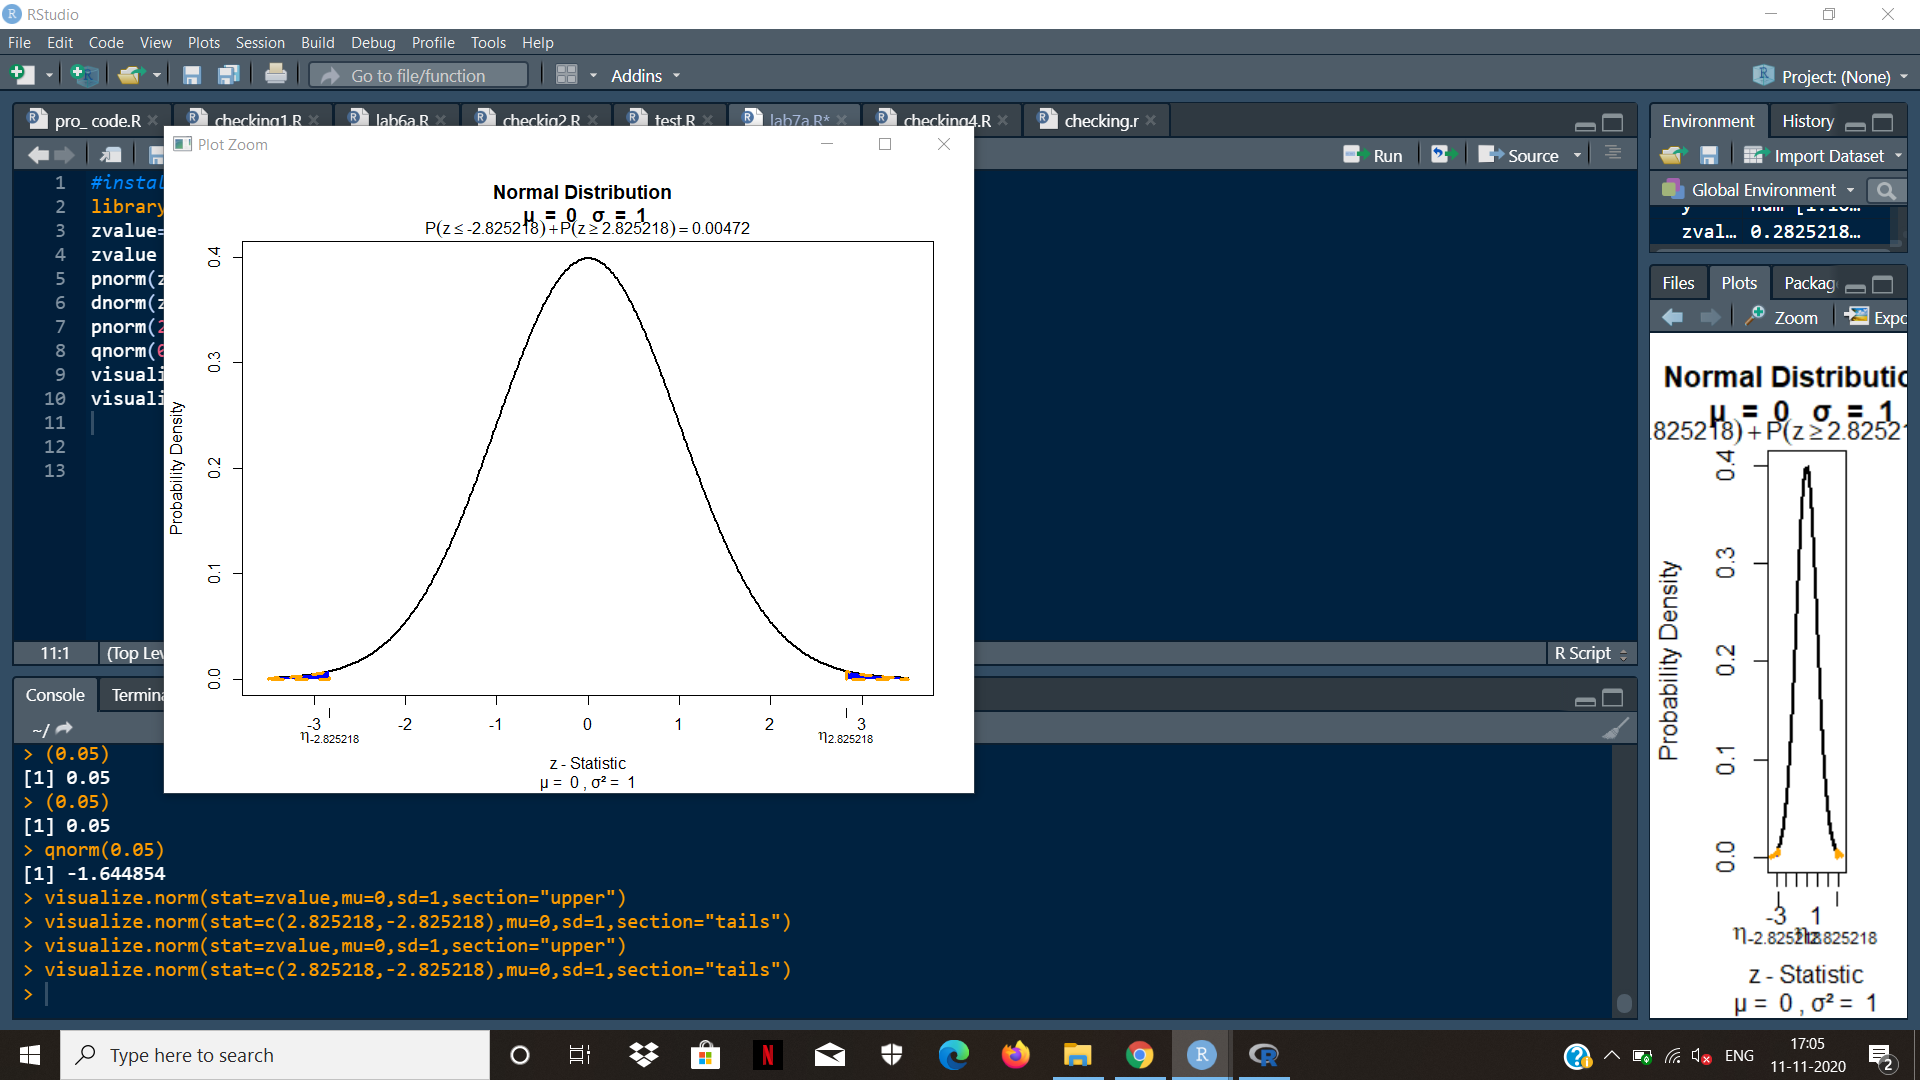 RStudio
File Edit Code View Plots Session Build Debug Profile Tools Help
Go to file/function Addins Project: (None)
pro_ code.R checking1.R lab6a.R checkig2.R test.R lab7a.R* checking4.R checking.r
Run Source
1 #instal
2 library
3 zvalue=
4 zvalue
5 pnorm(z
6 dnorm(z
7 pnorm(2
8 qnorm(0
9 visuali
10 visuali
11
12
13
11:1 (Top Lev R Script
Plot Zoom
Normal Distribution
μ = 0 σ = 1
P(z ≤ -2.825218) + P(z ≥ 2.825218) = 0.00472
Probability Density
0.4
0.3
0.2
0.1
0.0
-3 -2 -1 0 1 2 3
η-2.825218 η2.825218
z - Statistic
μ = 0 , σ² = 1
Console Termina
~/
> (0.05)
[1] 0.05
> (0.05)
[1] 0.05
> qnorm(0.05)
[1] -1.644854
> visualize.norm(stat=zvalue,mu=0,sd=1,section="upper")
> visualize.norm(stat=c(2.825218,-2.825218),mu=0,sd=1,section="tails")
> visualize.norm(stat=zvalue,mu=0,sd=1,section="upper")
> visualize.norm(stat=c(2.825218,-2.825218),mu=0,sd=1,section="tails")
>
Environment History
Import Dataset
Global Environment
zval… 0.2825218…
Files Plots Packag
Zoom Expo
Normal Distributio
μ = 0 σ = 1
.825218) + P(z ≥ 2.8252
Probability Density
0.4
0.3
0.2
0.1
0.0
-3 1
η-2.825218 η2.825218
z - Statistic
μ = 0 , σ² = 1
Type here to search
ENG
17:05
11-11-2020
2